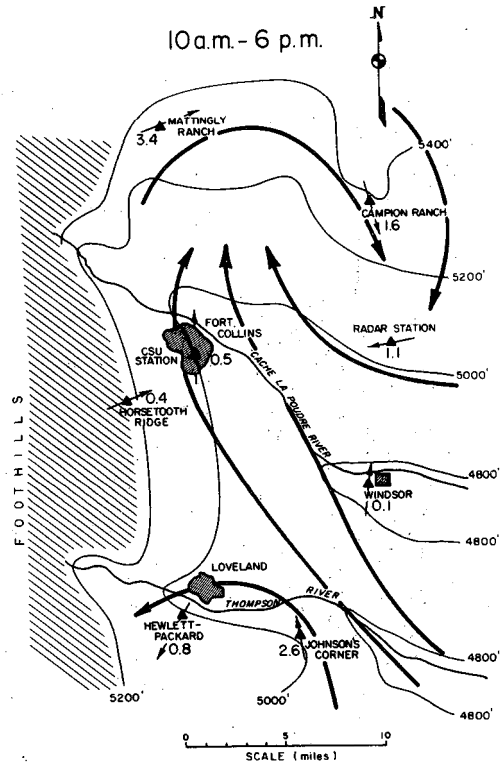 10 a.m. - 6 p.m.
N
MATTINGLY
RANCH
3.4
5400'
CAMPION RANCH
1.6
5200'
RADAR STATION
1.1
5000'
FORT
COLLINS
CSU
STATION
0.5
CACHE LA POUDRE RIVER
0.4
HORSETOOTH
RIDGE
FOOTHILLS
4800'
WINDSOR
0.1
4800'
LOVELAND
THOMPSON
RIVER
HEWLETT-
PACKARD
0.8
JOHNSON'S
CORNER
2.6
4800'
5200'
5000'
4800'
0
5
10
SCALE (miles)